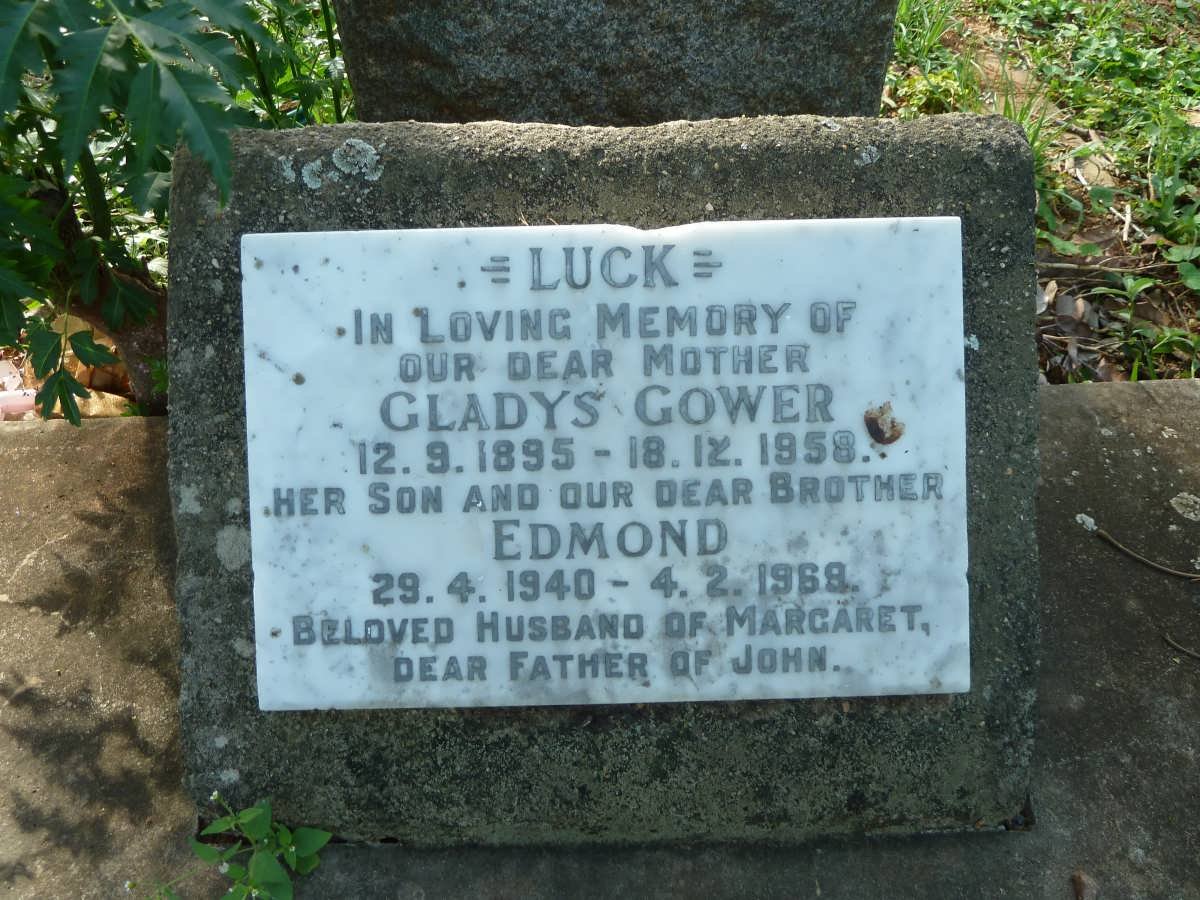 LUCK
IN LOVING MEMORY OF
OUR DEAR MOTHER
GLADYS GOWER
12. 9. 1895 - 18. 12. 1958.
HER SON AND OUR DEAR BROTHER
EDMOND
29. 4. 1940 - 4. 2. 1969.
BELOVED HUSBAND OF MARGARET,
DEAR FATHER OF JOHN.